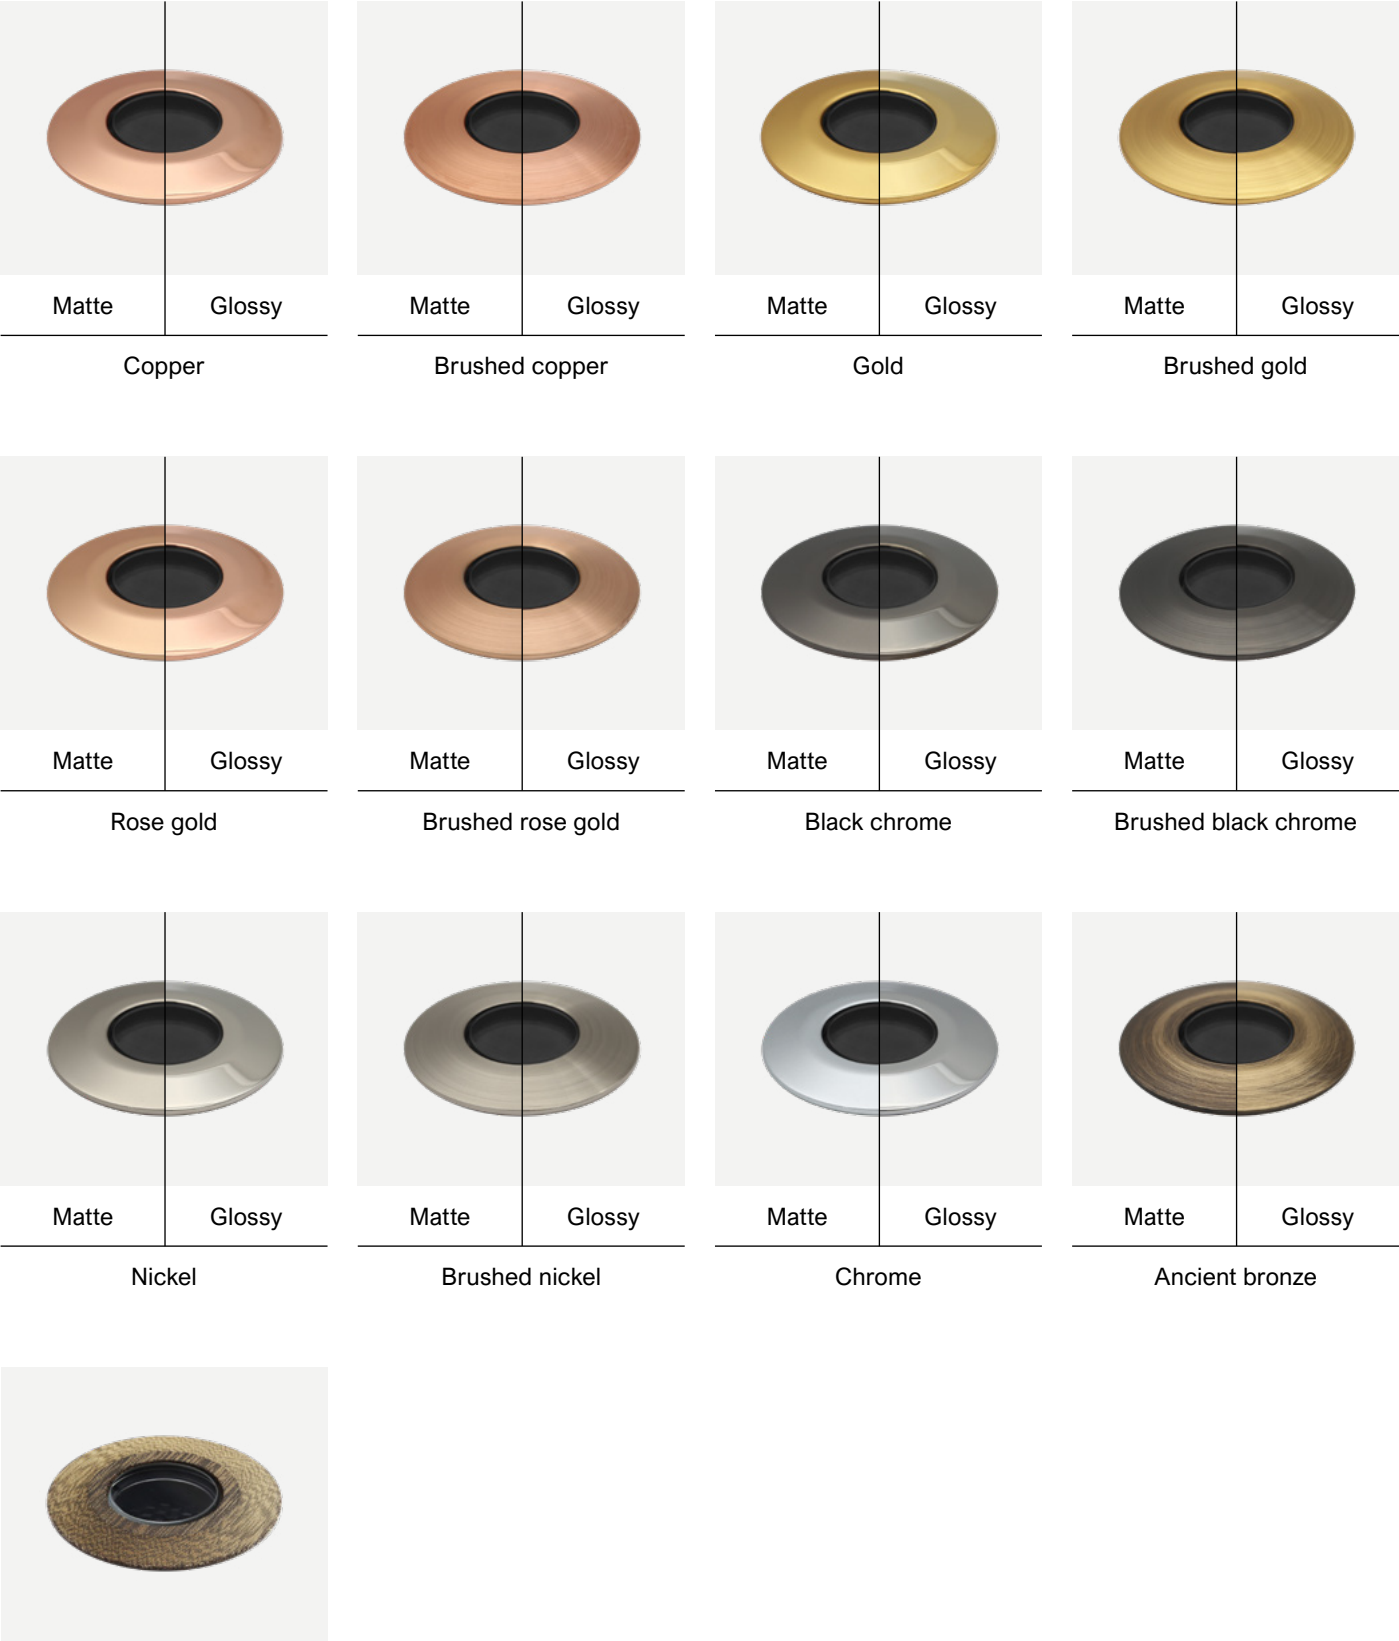 Matte Glossy Matte Glossy Matte Glossy Matte Glossy
Copper Brushed copper Gold Brushed gold
Matte Glossy Matte Glossy Matte Glossy Matte Glossy
Rose gold Brushed rose gold Black chrome Brushed black chrome
Matte Glossy Matte Glossy Matte Glossy Matte Glossy
Nickel Brushed nickel Chrome Ancient bronze